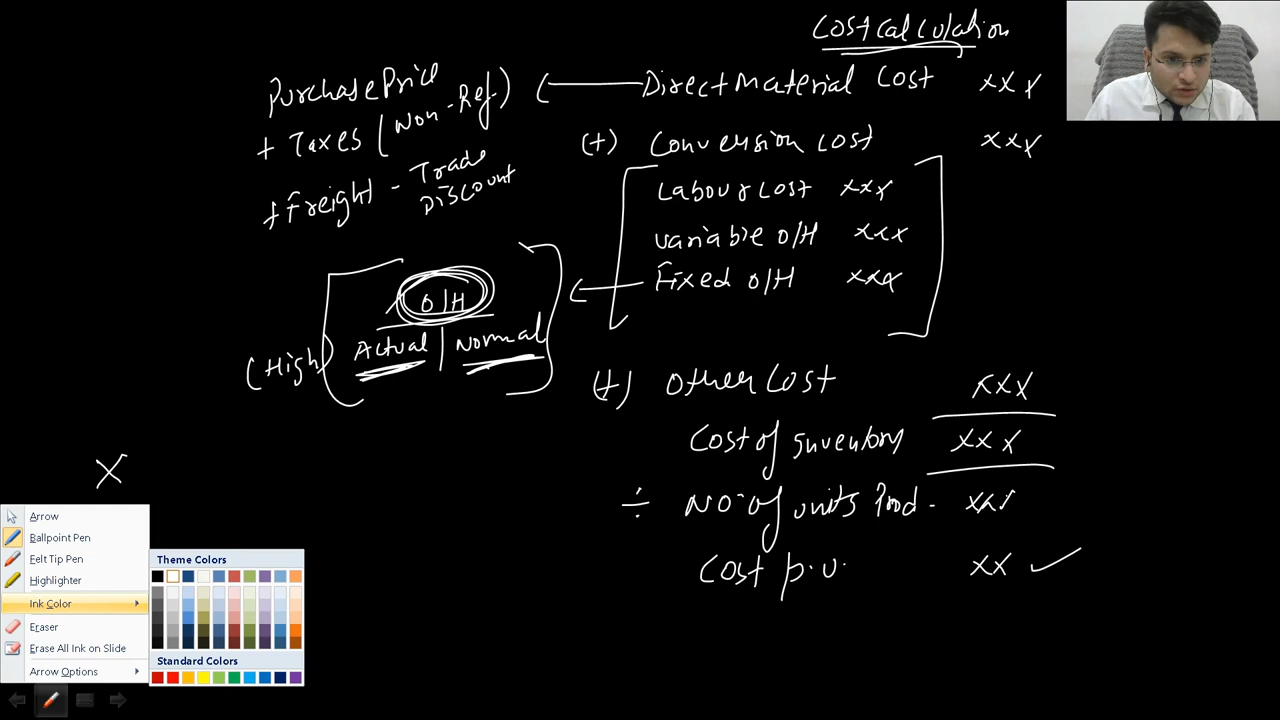 Cost calculation
Purchase Price
+ Taxes (Non-Ref.)
+ Freight - Trade Discount
Direct Material Cost xxx
(+) Conversion Cost xxx
Labour Cost xxx
variable O/H xxx
Fixed O/H xxx
O/H
(High) Actual | Normal
(+) Other Cost xxx
Cost of inventory xxx
÷ No. of units Prod. xxx
Cost p.u. xx ✓
X
Arrow
Ballpoint Pen
Felt Tip Pen
Highlighter
Ink Color
Eraser
Erase All Ink on Slide
Arrow Options
Theme Colors
Standard Colors